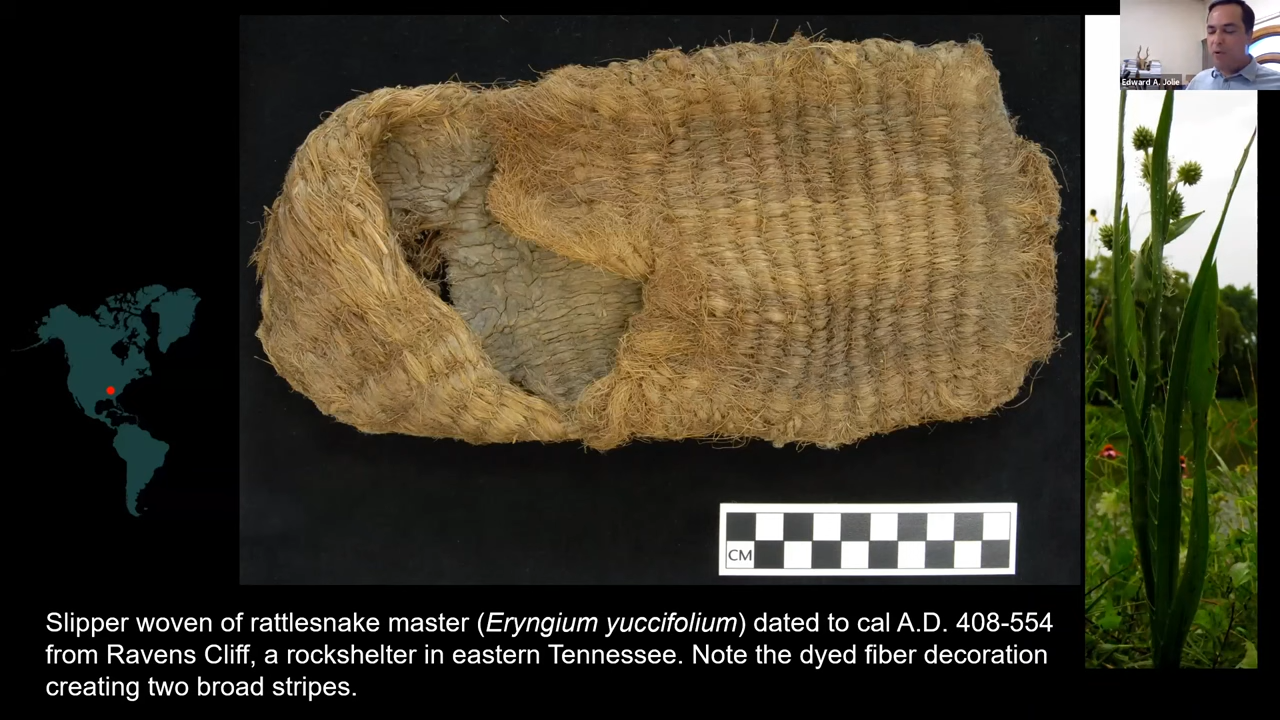 Edward A. Jolie
CM
Slipper woven of rattlesnake master (Eryngium yuccifolium) dated to cal A.D. 408-554
from Ravens Cliff, a rockshelter in eastern Tennessee. Note the dyed fiber decoration
creating two broad stripes.